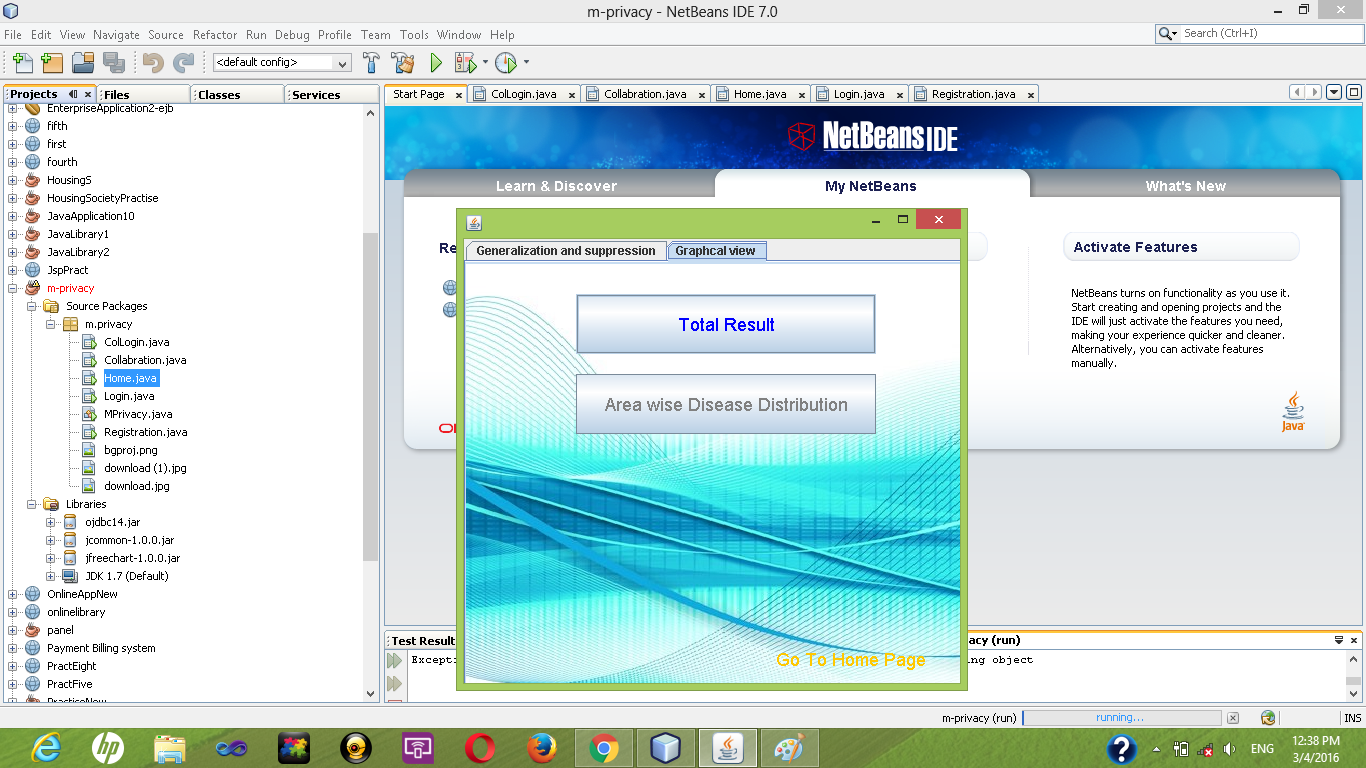 m-privacy - NetBeans IDE 7.0
File Edit View Navigate Source Refactor Run Debug Profile Team Tools Window Help
Search (Ctrl+I)
<default config>
Projects
Files
Classes
Services
Start Page
ColLogin.java
Collabration.java
Home.java
Login.java
Registration.java
EnterpriseApplication2-ejb
fifth
first
fourth
HousingS
HousingSocietyPractise
JavaApplication10
JavaLibrary1
JavaLibrary2
JspPract
m-privacy
Source Packages
m.privacy
ColLogin.java
Collabration.java
Home.java
Login.java
MPrivacy.java
Registration.java
bgproj.png
download (1).jpg
download.jpg
Libraries
ojdbc14.jar
jcommon-1.0.0.jar
jfreechart-1.0.0.jar
JDK 1.7 (Default)
OnlineAppNew
onlinelibrary
panel
Payment Billing system
PractEight
PractFive
PractiseNow
NetBeans IDE
Learn & Discover
My NetBeans
What's New
Re
Activate Features
NetBeans turns on functionality as you use it.
Start creating and opening projects and the
IDE will just activate the features you need,
making your experience quicker and cleaner.
Alternatively, you can activate features
manually.
Java
Generalization and suppression
Graphcal view
Total Result
Area wise Disease Distribution
Go To Home Page
Test Result
acy (run)
Excepti
ng object
m-privacy (run)
running...
INS
hp
ENG
12:38 PM
3/4/2016